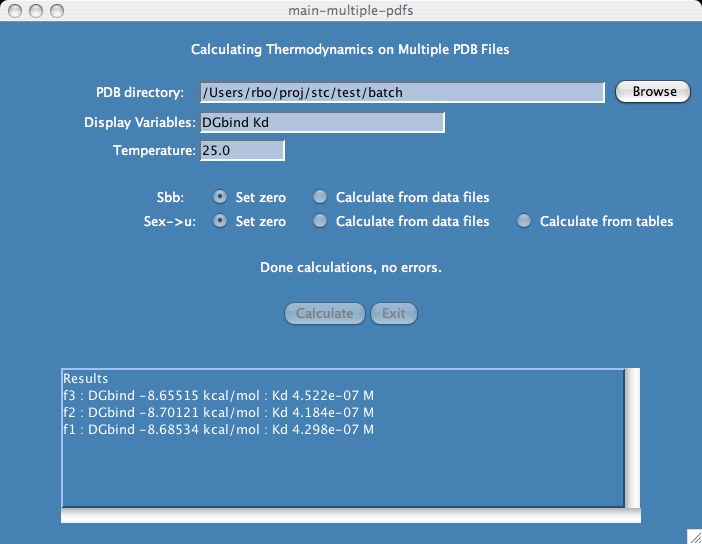 main-multiple-pdfs
Calculating Thermodynamics on Multiple PDB Files
PDB directory: /Users/rbo/proj/stc/test/batch Browse
Display Variables: DGbind Kd
Temperature: 25.0
Sbb: Set zero Calculate from data files
Sex->u: Set zero Calculate from data files Calculate from tables
Done calculations, no errors.
Calculate Exit
Results
f3 : DGbind -8.65515 kcal/mol : Kd 4.522e-07 M
f2 : DGbind -8.70121 kcal/mol : Kd 4.184e-07 M
f1 : DGbind -8.68534 kcal/mol : Kd 4.298e-07 M